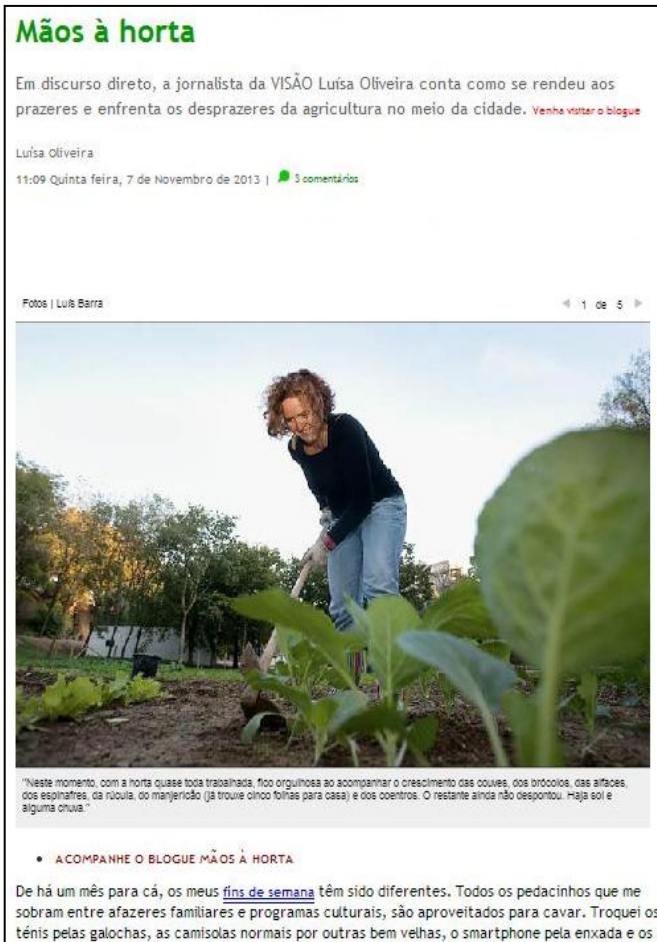 Mãos à horta
Em discurso direto, a jornalista da VISÃO Luísa Oliveira conta como se rendeu aos
prazeres e enfrenta os desprazeres da agricultura no meio da cidade. Venha visitar o blogue
Luísa Oliveira
11:09 Quinta feira, 7 de Novembro de 2013 | 3 comentários
Fotos | Luís Barra
1 de 5
"Neste momento, com a horta quase toda trabalhada, fico orgulhosa ao acompanhar o crescimento das couves, dos brócolos, das alfaces,
dos espinafres, da rúcula, do manjericão (já trouxe cinco folhas para casa) e dos coentros. O restante ainda não despontou. Haja sol e
alguma chuva."
• ACOMPANHE O BLOGUE MÃOS À HORTA
De há um mês para cá, os meus fins de semana têm sido diferentes. Todos os pedacinhos que me
sobram entre afazeres familiares e programas culturais, são aproveitados para cavar. Troquei os
ténis pelas galochas, as camisolas normais por outras bem velhas, o smartphone pela enxada e os